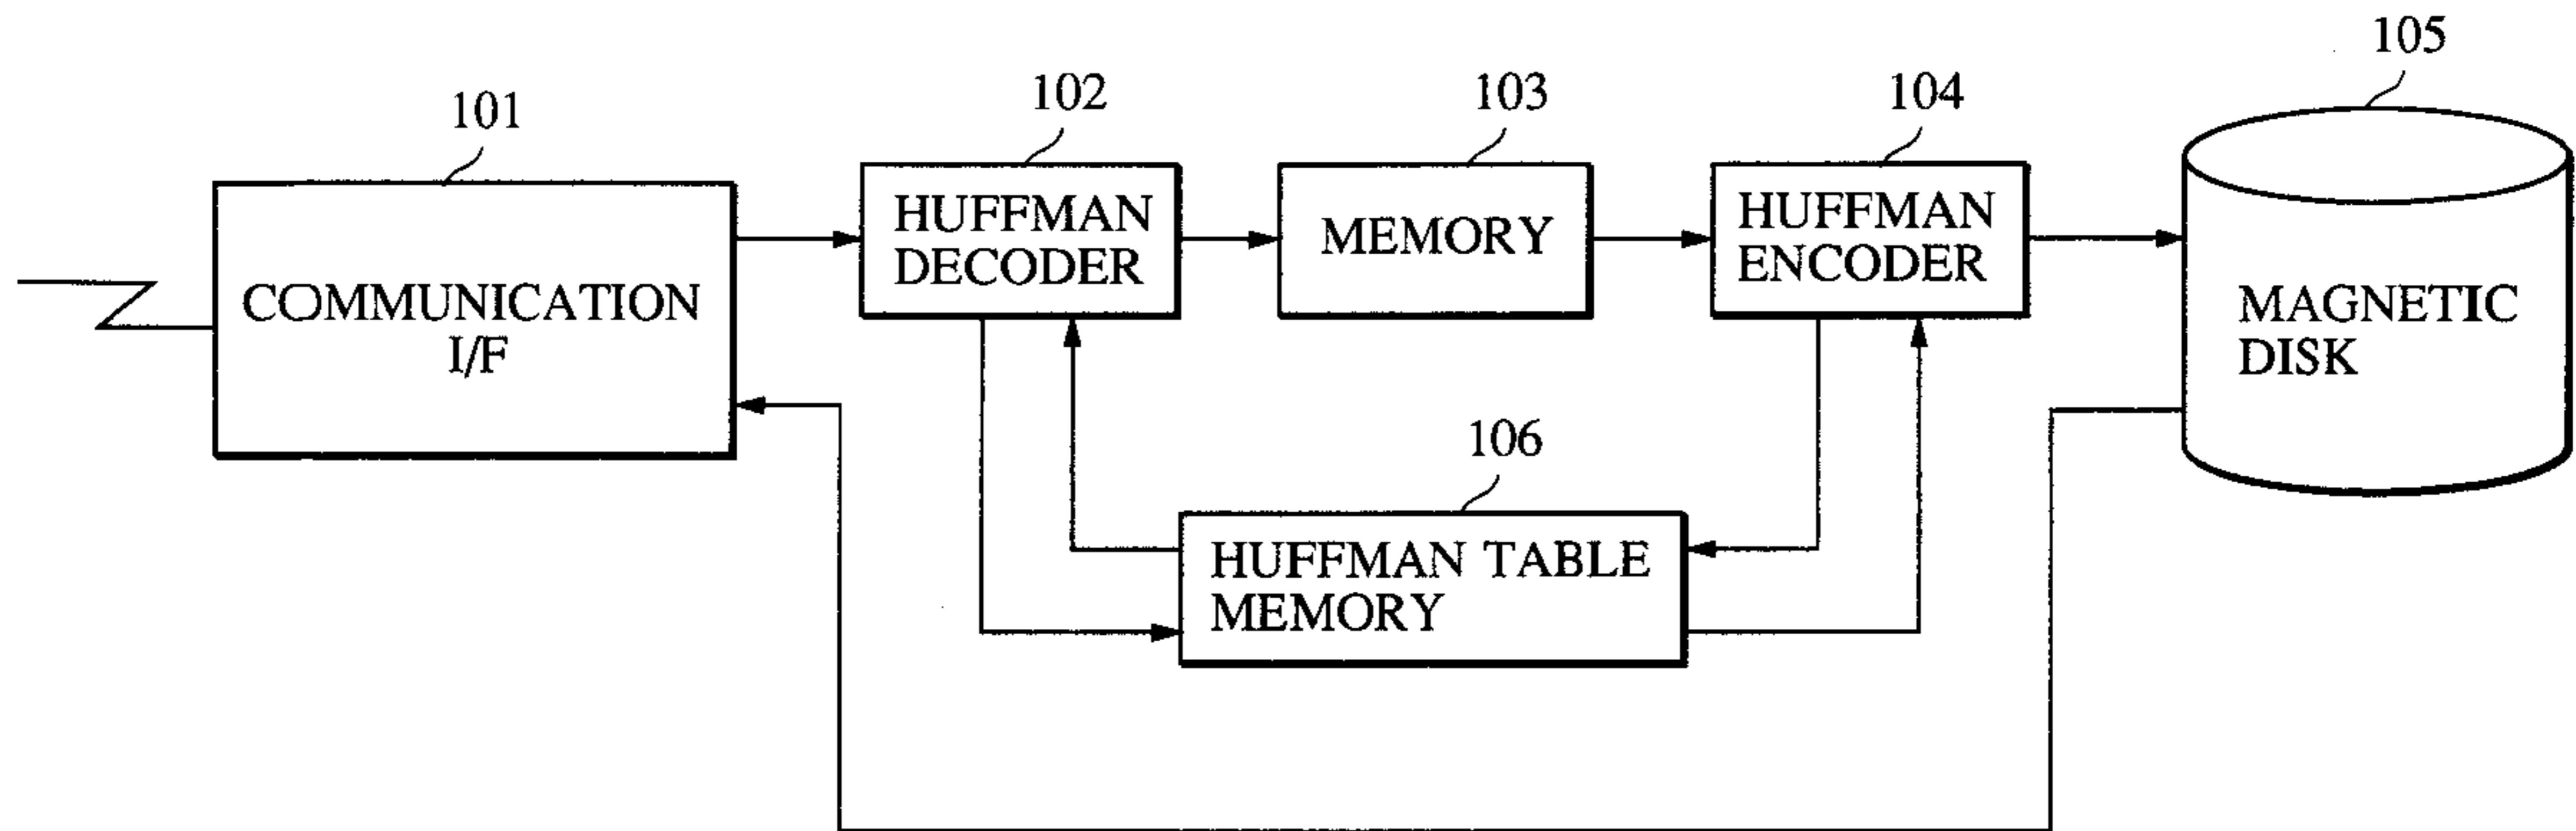 105
102
103
104
101
HUFFMAN
DECODER
MEMORY
HUFFMAN
ENCODER
COMMUNICATION
I/F
MAGNETIC
DISK
106
HUFFMAN TABLE
MEMORY